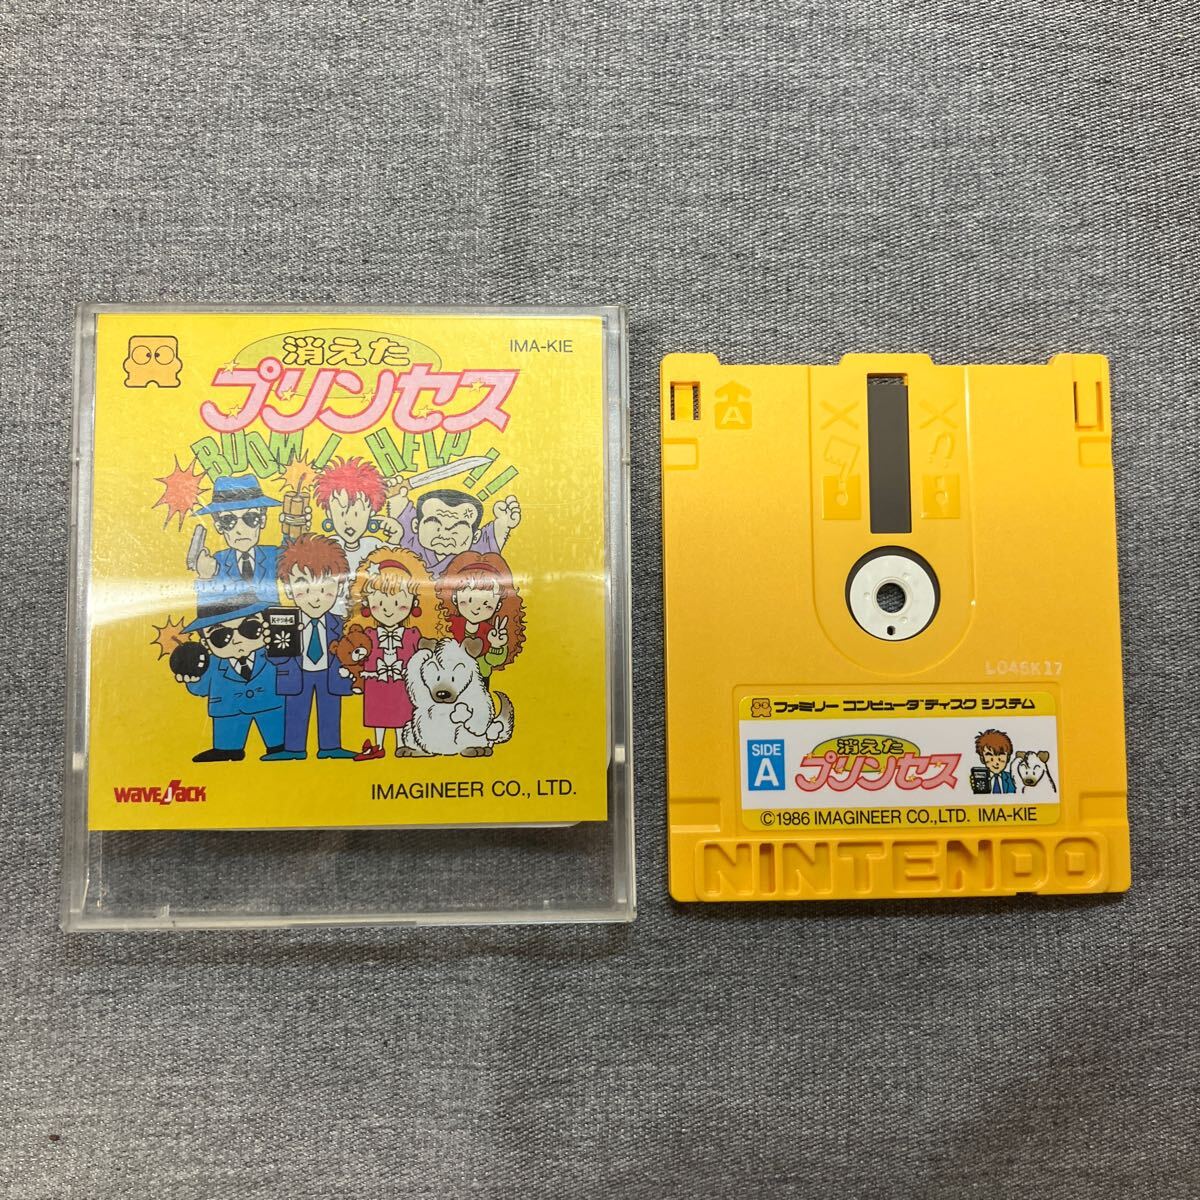 消えた
プリンセス
IMA-KIE
BOOM! HELP!!
WAVEJACK
IMAGINEER CO., LTD.
A
L046K17
ファミリー コンピュータ ディスク システム
SIDE
A
消えた
プリンセス
©1986 IMAGINEER CO.,LTD. IMA-KIE
NINTENDO